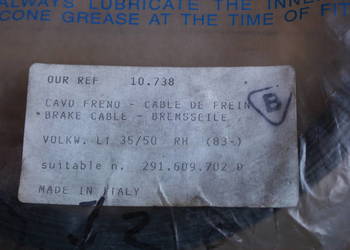 ALWAYS LUBRICATE THE INNE
CONE GREASE AT THE TIME OF FIT
OUR REF 10.738
CAVO FRENO - CABLE DE FREIN
BRAKE CABLE - BREMSSEILE
B
VOLKW. LT 35/50 RH (83-)
suitable n. 291.609.702 D
MADE IN ITALY